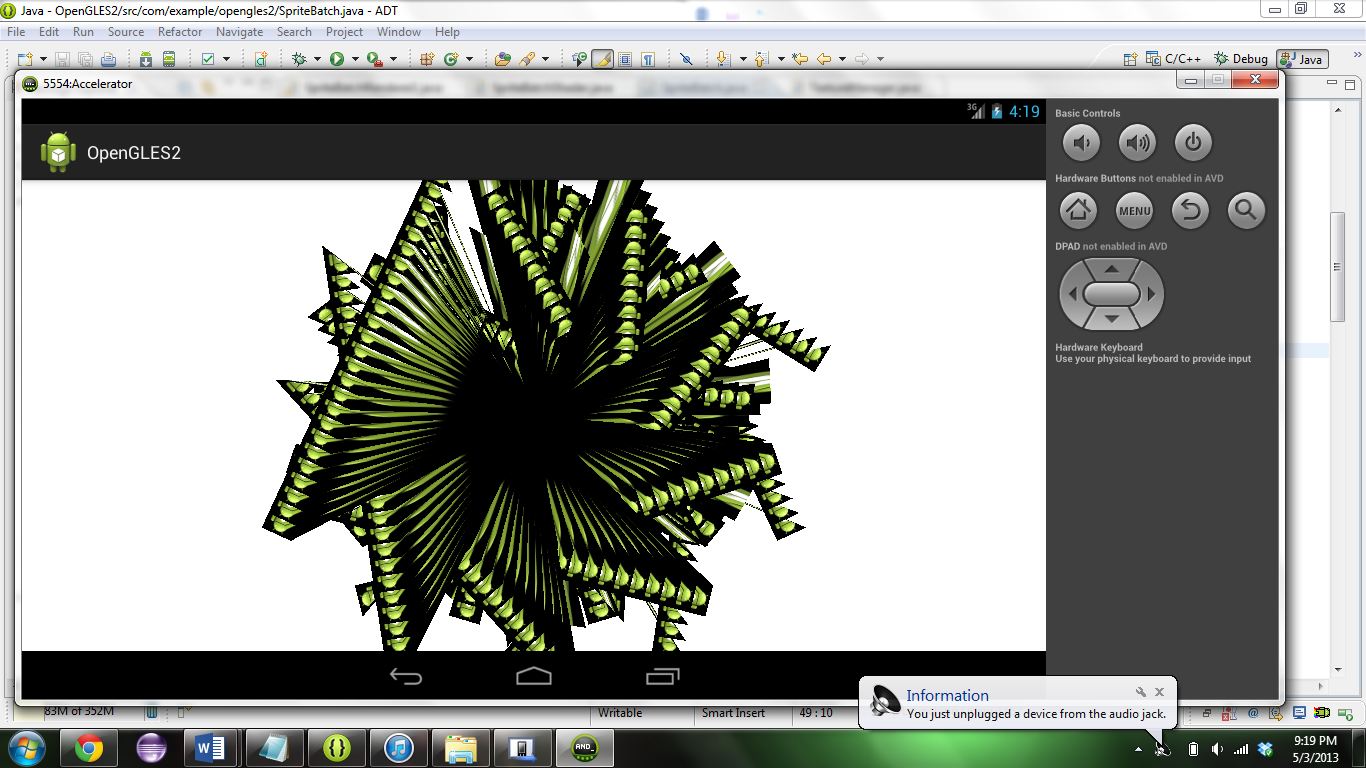 Java - OpenGLES2/src/com/example/opengles2/SpriteBatch.java - ADT
File Edit Run Source Refactor Navigate Search Project Window Help
C/C++ Debug Java
5554:Accelerator
3G 4:19
OpenGLES2
Basic Controls
Hardware Buttons not enabled in AVD
MENU
DPAD not enabled in AVD
Hardware Keyboard
Use your physical keyboard to provide input
Information
You just unplugged a device from the audio jack.
83M of 352M Writable Smart Insert 49 : 10
9:19 PM
5/3/2013